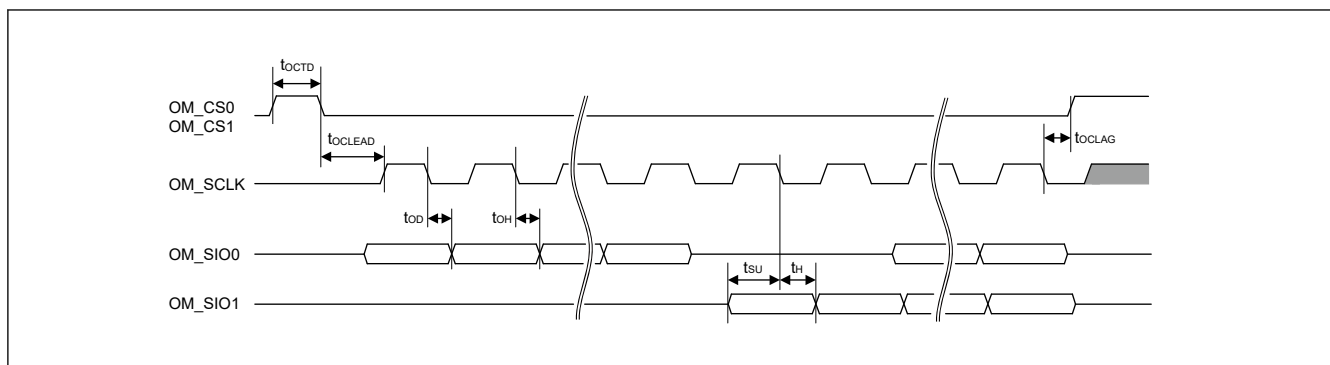 tOCTD
OM_CS0
OM_CS1
tOCLEAD
tOCLAG
OM_SCLK
tOD
tOH
OM_SIO0
tSU
tH
OM_SIO1